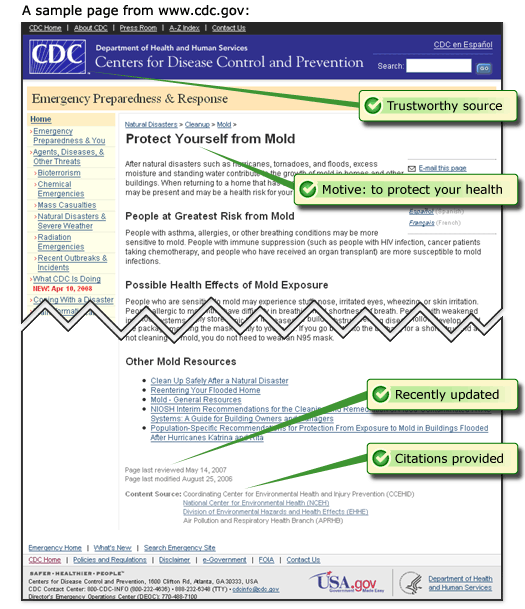 A sample page from www.cdc.gov:
CDC Home | About CDC | Press Room | A-Z Index | Contact Us
CDC
Department of Health and Human Services
Centers for Disease Control and Prevention
CDC en Español
Search:
GO
Emergency Preparedness & Response
Trustworthy source
Home
Emergency Preparedness & You
Agents, Diseases, & Other Threats
Bioterrorism
Chemical Emergencies
Mass Casualties
Natural Disasters & Severe Weather
Radiation Emergencies
Recent Outbreaks & Incidents
What CDC Is Doing
NEW! Apr 10, 2008
Coping With a Disaster
Natural Disasters > Cleanup > Mold >
Protect Yourself from Mold
After natural disasters such as hurricanes, tornadoes, and floods, excess
moisture and standing water contribute to the growth of mold in homes and other
buildings. When returning to a home that has
may be present and may be a health risk for your
E-mail this page
Motive: to protect your health
Español (Spanish)
Français (French)
People at Greatest Risk from Mold
People with asthma, allergies, or other breathing conditions may be more
sensitive to mold. People with immune suppression (such as people with HIV infection, cancer patients
taking chemotherapy, and people who have received an organ transplant) are more susceptible to mold
infections.
Possible Health Effects of Mold Exposure
People who are sensitive to mold may experience stuffy nose, irritated eyes, wheezing, or skin irritation.
People allergic to mold may have difficulty in breathing and shortness of breath. People with weakened
not cleaning up mold, you do not need to wear an N95 mask.
Other Mold Resources
Clean Up Safely After a Natural Disaster
Reentering Your Flooded Home
Mold - General Resources
NIOSH Interim Recommendations for the Cleaning and Remediation of
Systems: A Guide for Building Owners and Managers
Population-Specific Recommendations for Protection From Exposure to Mold in Buildings Flooded
After Hurricanes Katrina and Rita
Recently updated
Page last reviewed May 14, 2007
Page last modified August 25, 2006
Citations provided
Content Source: Coordinating Center for Environmental Health and Injury Prevention (CCEHIP)
National Center for Environmental Health (NCEH)
Division of Environmental Hazards and Health Effects (EHHE)
Air Pollution and Respiratory Health Branch (APRHB)
Emergency Home | What's New | Search Emergency Site
CDC Home | Policies and Regulations | Disclaimer | e-Government | FOIA | Contact Us
SAFER•HEALTHIER•PEOPLE™
Centers for Disease Control and Prevention, 1600 Clifton Rd, Atlanta, GA 30333, USA
CDC Contact Center: 800-CDC-INFO (800-232-4636) • 888-232-6348 (TTY) • cdcinfo@cdc.gov
Director's Emergency Operations Center (DEOC): 770-488-7100
USA.gov
Government Made Easy
Department of Health
and Human Services